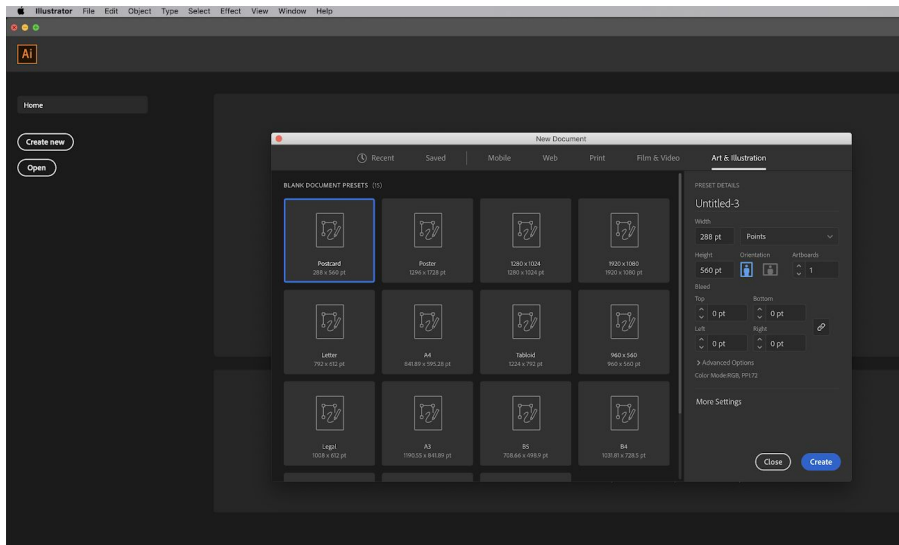 Illustrator File Edit Object Type Select Effect View Window Help
Ai
Home
Create new
Open
New Document
Recent Saved Mobile Web Print Film & Video Art & Illustration
BLANK DOCUMENT PRESETS (15)
Postcard
288 x 560 pt
Poster
1296 x 1728 pt
1280 x 1024
1280 x 1024 pt
1920 x 1080
1920 x 1080 pt
Letter
792 x 612 pt
A4
841.89 x 595.28 pt
Tabloid
1224 x 792 pt
960 x 560
960 x 560 pt
Legal
1008 x 612 pt
A3
1190.55 x 841.89 pt
B5
708.66 x 498.9 pt
B4
1031.81 x 728.5 pt
PRESET DETAILS
Untitled-3
Width
288 pt Points
Height Orientation Artboards
560 pt 1
Bleed
Top Bottom
0 pt 0 pt
Left Right
0 pt 0 pt
Advanced Options
Color Mode:RGB, PPI:72
More Settings
Close Create